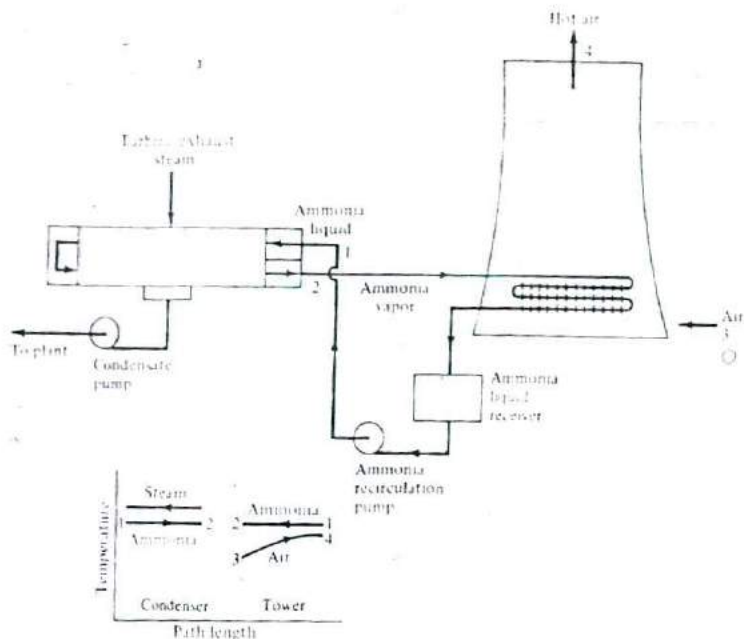 Hot air
4
Turbine exhaust
steam
Ammonia
liquid
1
2
Ammonia
vapor
Air
3
To plant
Condensate
pump
Ammonia
liquid
receiver
Ammonia
recirculation
pump
Temperature
Steam
1
2
Ammonia
2
Ammonia
1
3
Air
4
Condenser
Tower
Path length